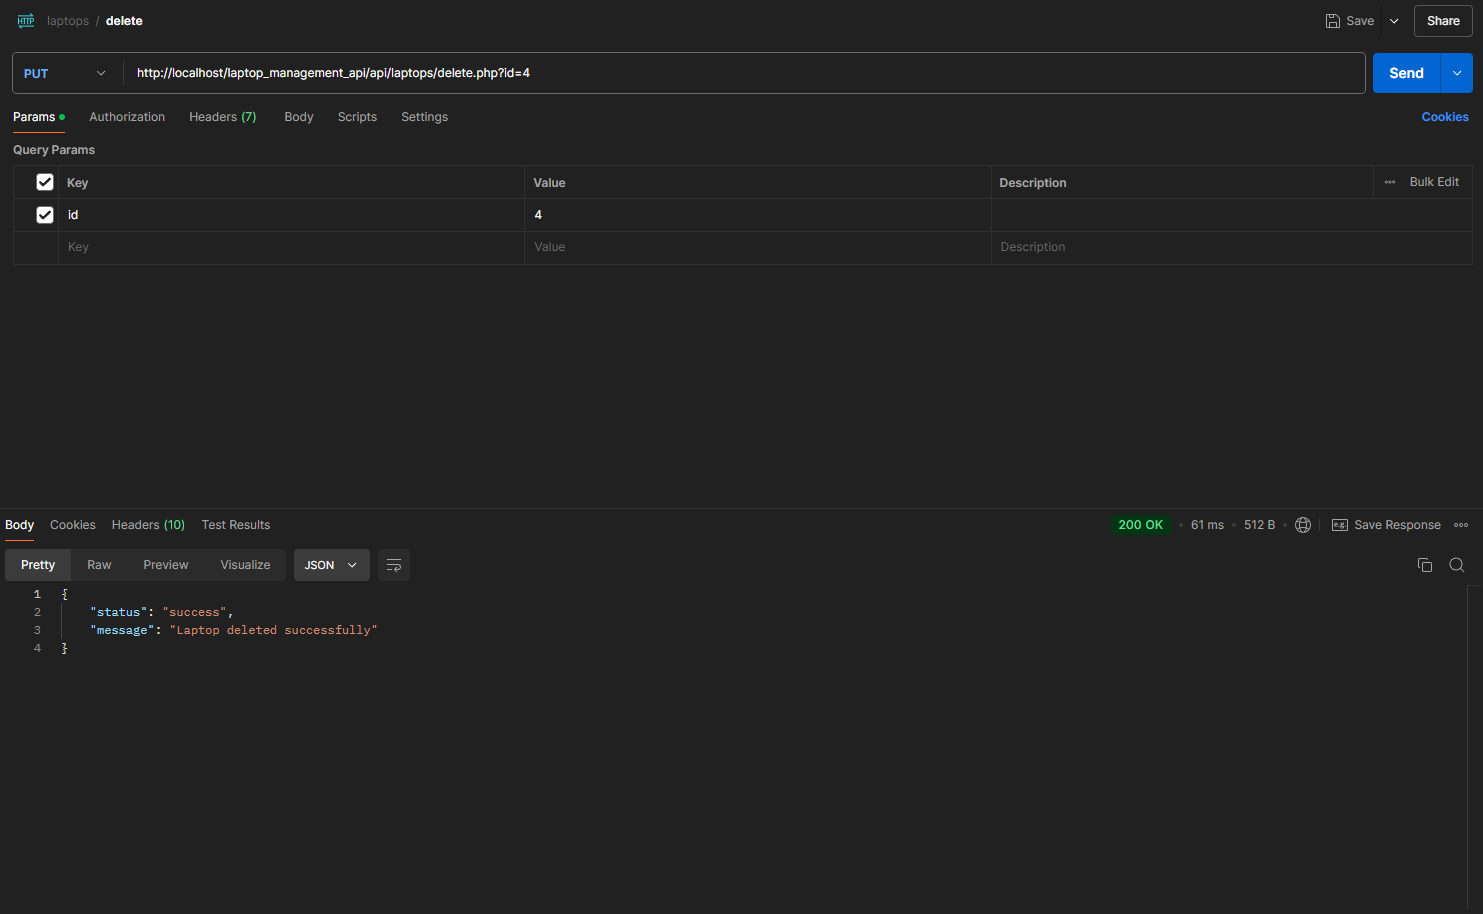 HTTP laptops / delete Save Share
PUT http://localhost/laptop_management_api/api/laptops/delete.php?id=4 Send
Params Authorization Headers (7) Body Scripts Settings Cookies
Query Params
Key Value Description Bulk Edit
id 4
Key Value Description
Body Cookies Headers (10) Test Results 200 OK 61 ms 512 B e.g. Save Response
Pretty Raw Preview Visualize JSON
1 {
2 "status": "success",
3 "message": "Laptop deleted successfully"
4 }